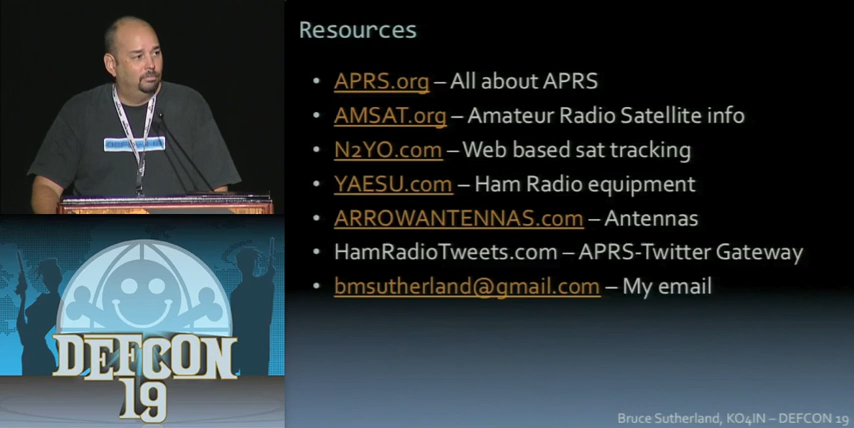 Resources
• APRS.org – All about APRS
• AMSAT.org – Amateur Radio Satellite info
• N2YO.com – Web based sat tracking
• YAESU.com – Ham Radio equipment
• ARROWANTENNAS.com – Antennas
• HamRadioTweets.com – APRS-Twitter Gateway
• bmsutherland@gmail.com – My email
DEFCON
19
Bruce Sutherland, KO4IN – DEFCON 19